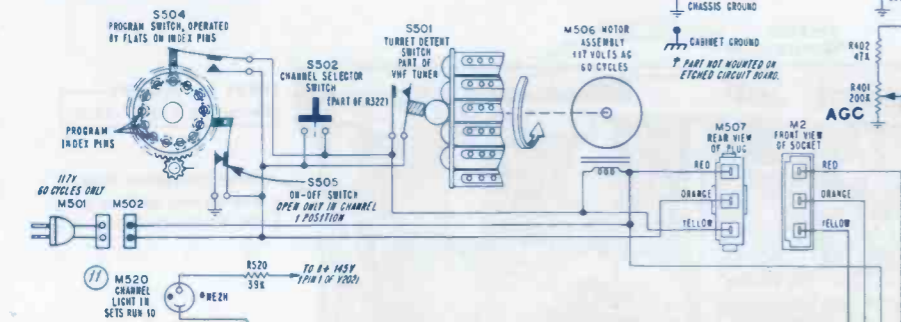 S504
PROGRAM SWITCH, OPERATED
BY FLATS ON INDEX PINS
S502
CHANNEL SELECTOR
SWITCH
(PART OF R322)
S501
TURRET DETENT
SWITCH
PART OF
VHF TUNER
M506 MOTOR
ASSEMBLY
117 VOLTS AC
60 CYCLES
CHASSIS GROUND
CABINET GROUND
† PART NOT MOUNTED ON
ETCHED CIRCUIT BOARD.
R402
47K
R401
200K
AGC
PROGRAM
INDEX PINS
117V
60 CYCLES ONLY
M501
M502
S505
ON-OFF SWITCH
OPEN ONLY IN CHANNEL
1 POSITION
M507
REAR VIEW
OF PLUG
M2
FRONT VIEW
OF SOCKET
RED
ORANGE
YELLOW
RED
ORANGE
YELLOW
11
M520
CHANNEL
LIGHT IN
SETS RUN 10
NE2H
R520
39K
TO B+ 145V
(PIN 1 OF V202)